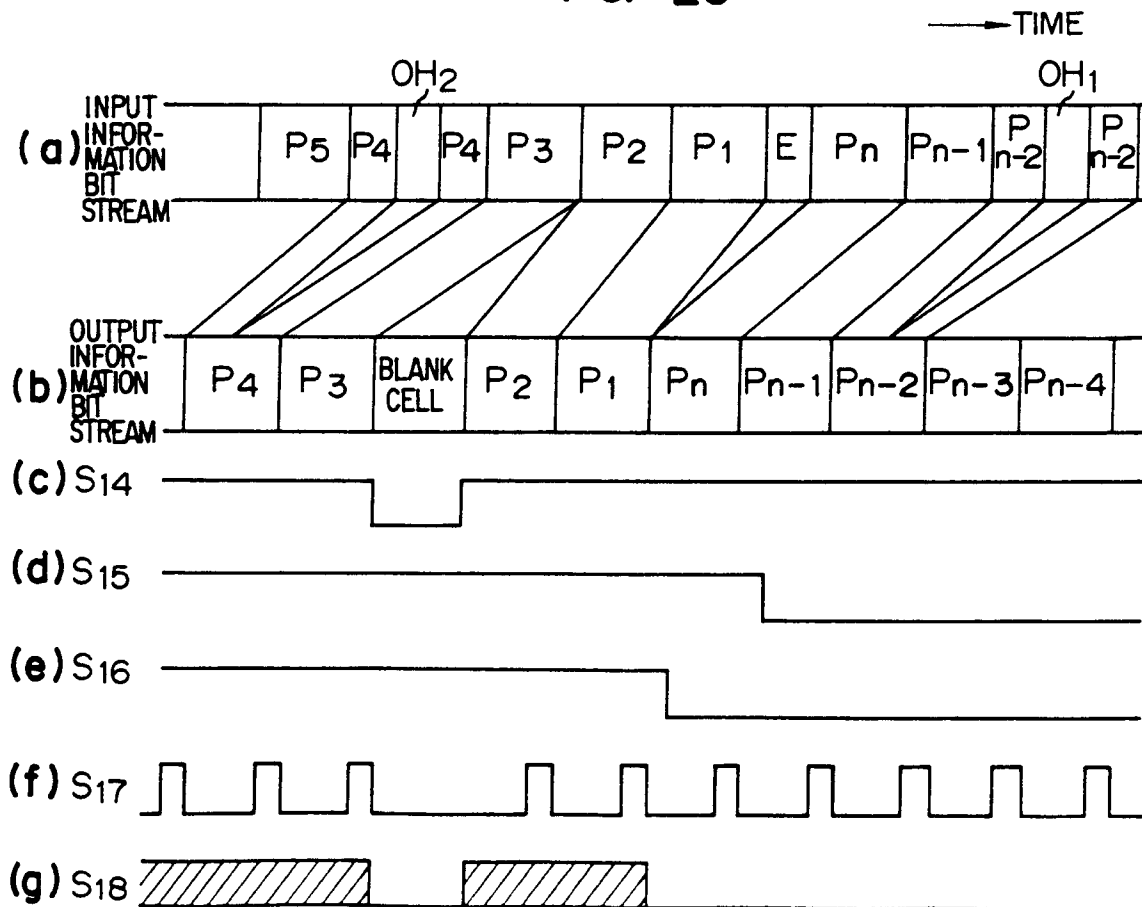 TIME
OH2 OH1
(a) INPUT INFOR-MATION BIT STREAM
P5 P4 P4 P3 P2 P1 E Pn Pn-1 Pn-2 Pn-2
(b) OUTPUT INFOR-MATION BIT STREAM
P4 P3 BLANK CELL P2 P1 Pn Pn-1 Pn-2 Pn-3 Pn-4
(c) S14
(d) S15
(e) S16
(f) S17
(g) S18